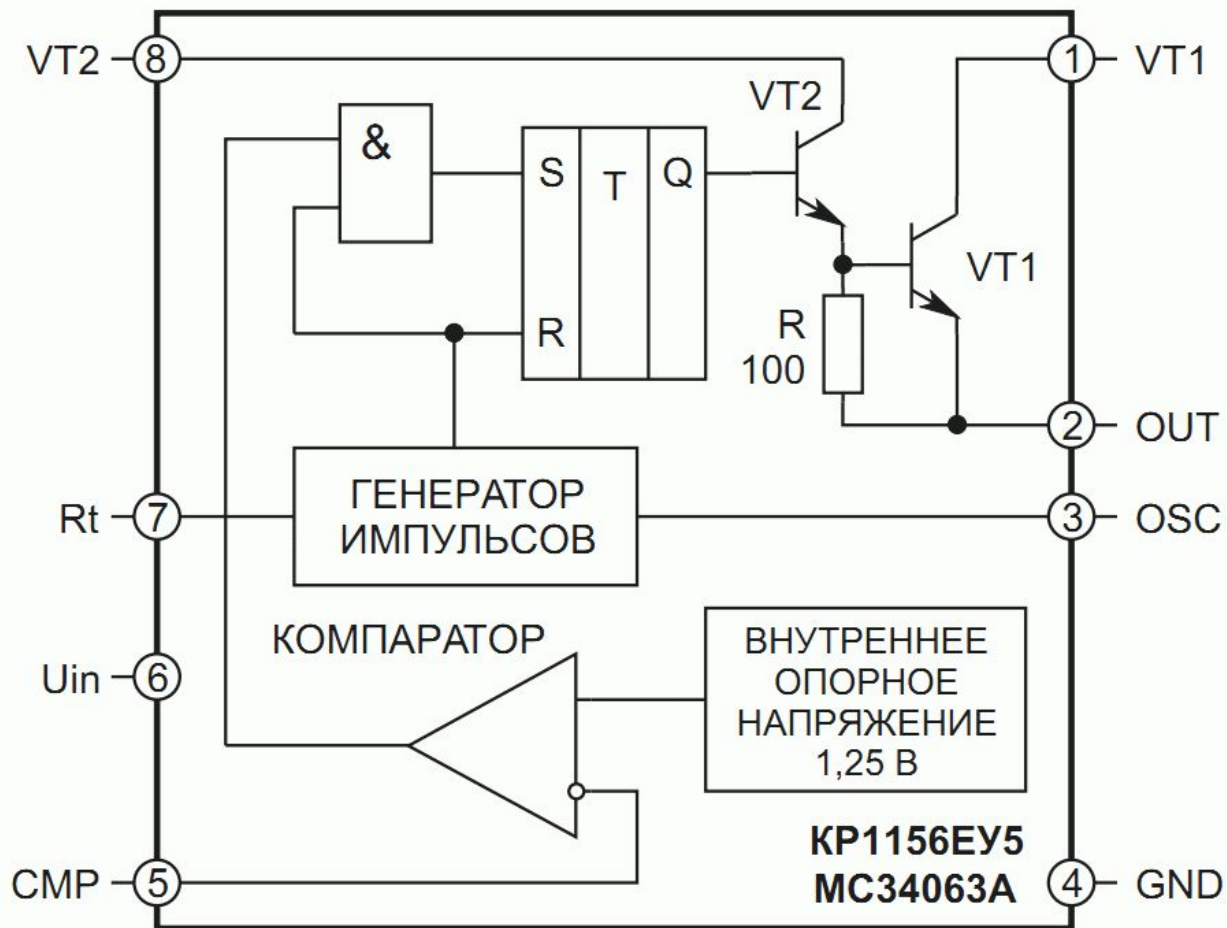 VT2 8
1 VT1
VT2
&
S T Q
VT1
R
R
100
2 OUT
ГЕНЕРАТОР
ИМПУЛЬСОВ
Rt 7
3 OSC
КОМПАРАТОР
ВНУТРЕННЕЕ
ОПОРНОЕ
НАПРЯЖЕНИЕ
1,25 В
Uin 6
КР1156ЕУ5
MC34063A
CMP 5
4 GND